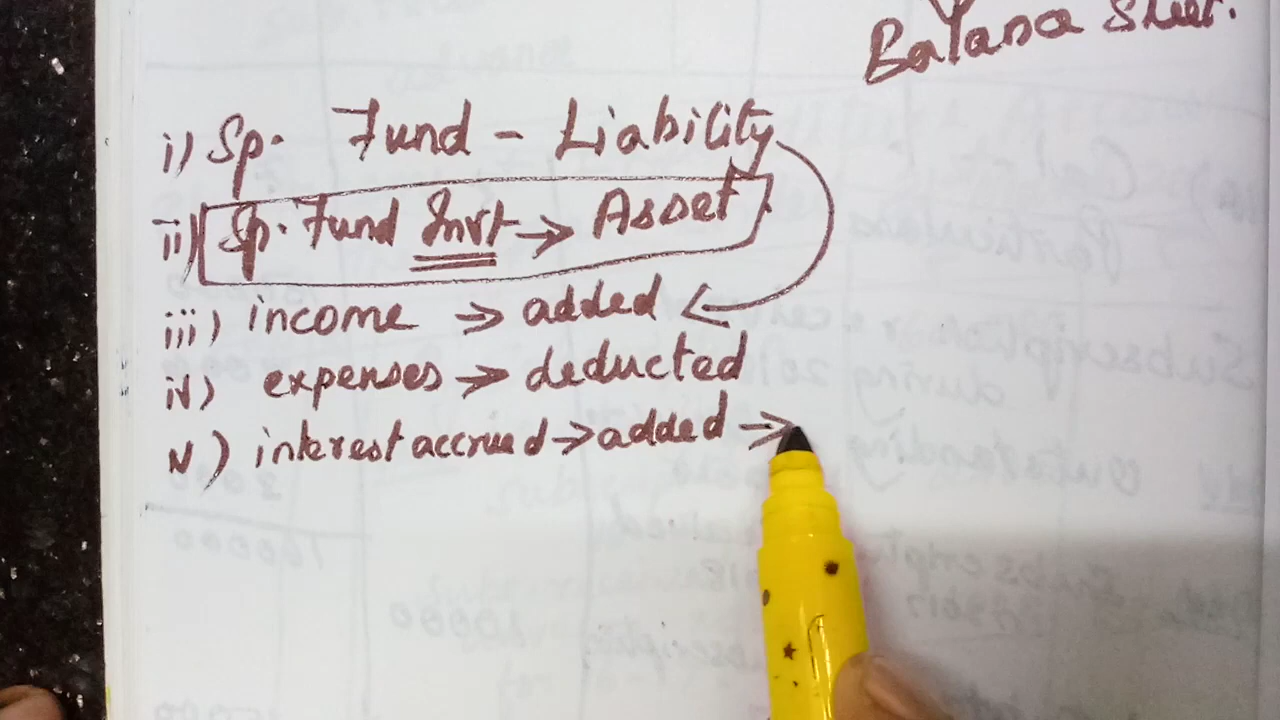 Balance Sheet.
i) Sp. Fund - Liability
ii) Sp. Fund Invt → Asset.
iii) income → added ←
iv) expenses → deducted
v) interest accrued → added →